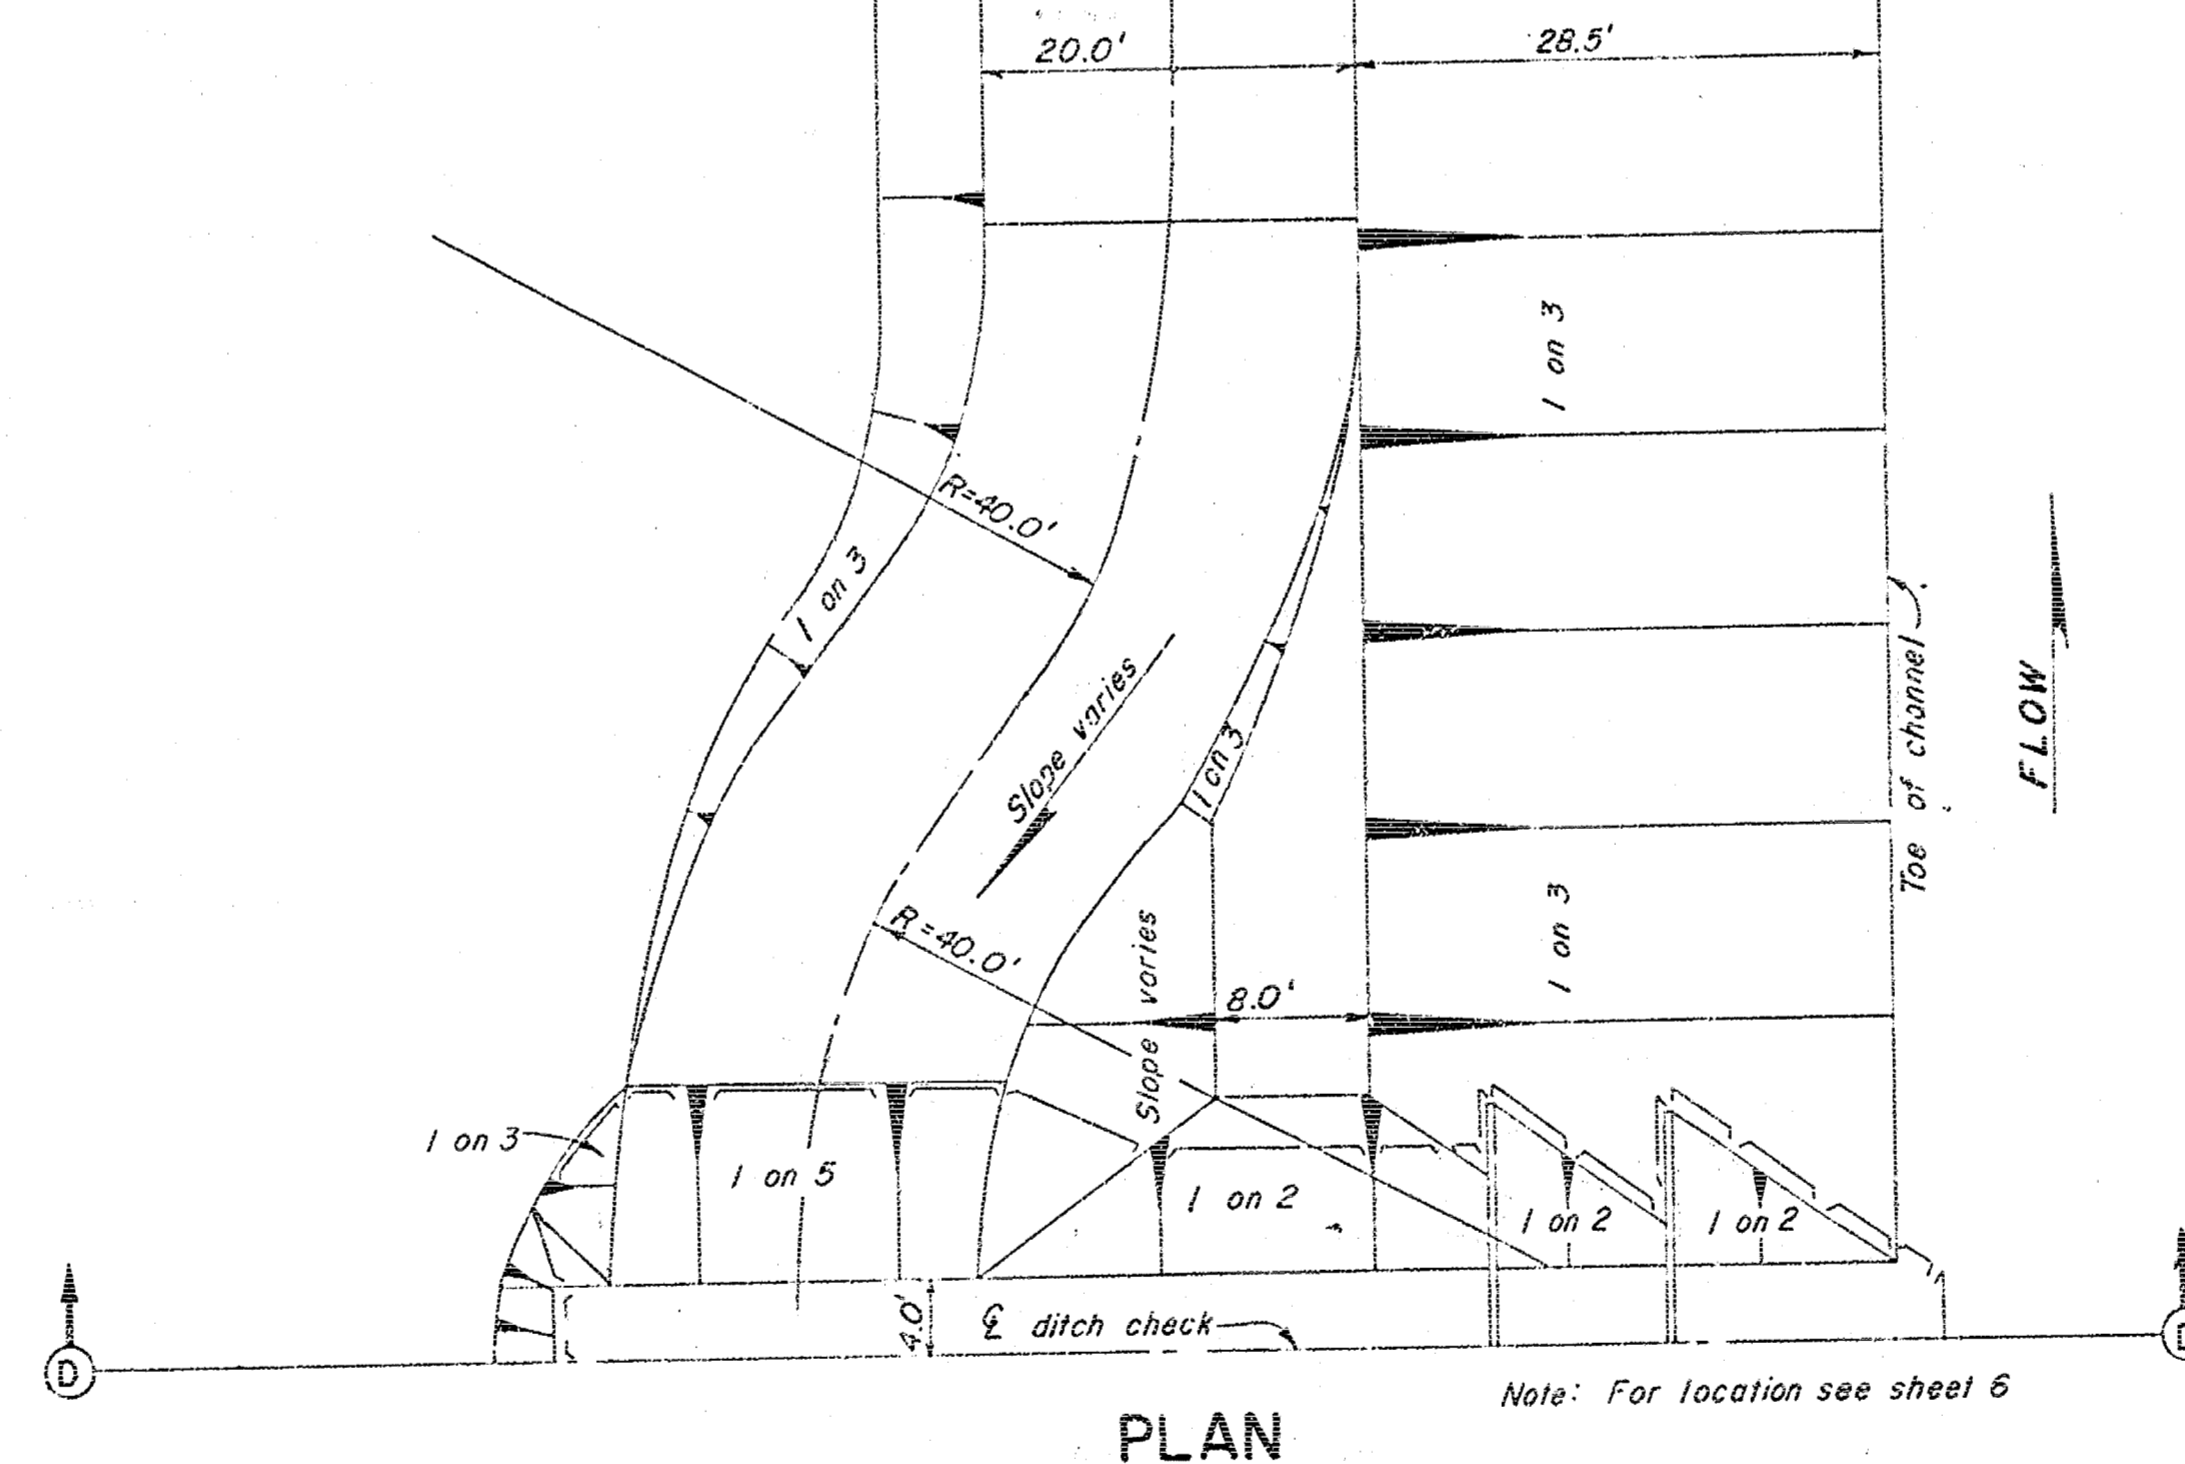 20.0'
28.5'
1 on 3
R=40.0'
1 on 3
Slope varies
1 on 3
Toe of channel
FLOW
R=40.0'
Slope varies
8.0'
1 on 3
1 on 3
1 on 5
1 on 2
1 on 2
1 on 2
4.0'
℄ ditch check
D
Note: For location see sheet 6
PLAN